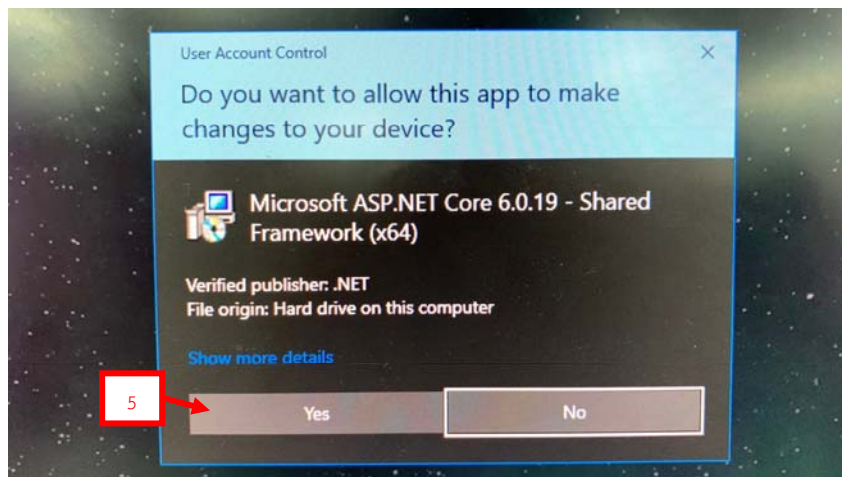 User Account Control
Do you want to allow this app to make
changes to your device?
Microsoft ASP.NET Core 6.0.19 - Shared
Framework (x64)
Verified publisher: .NET
File origin: Hard drive on this computer
Show more details
5
Yes
No